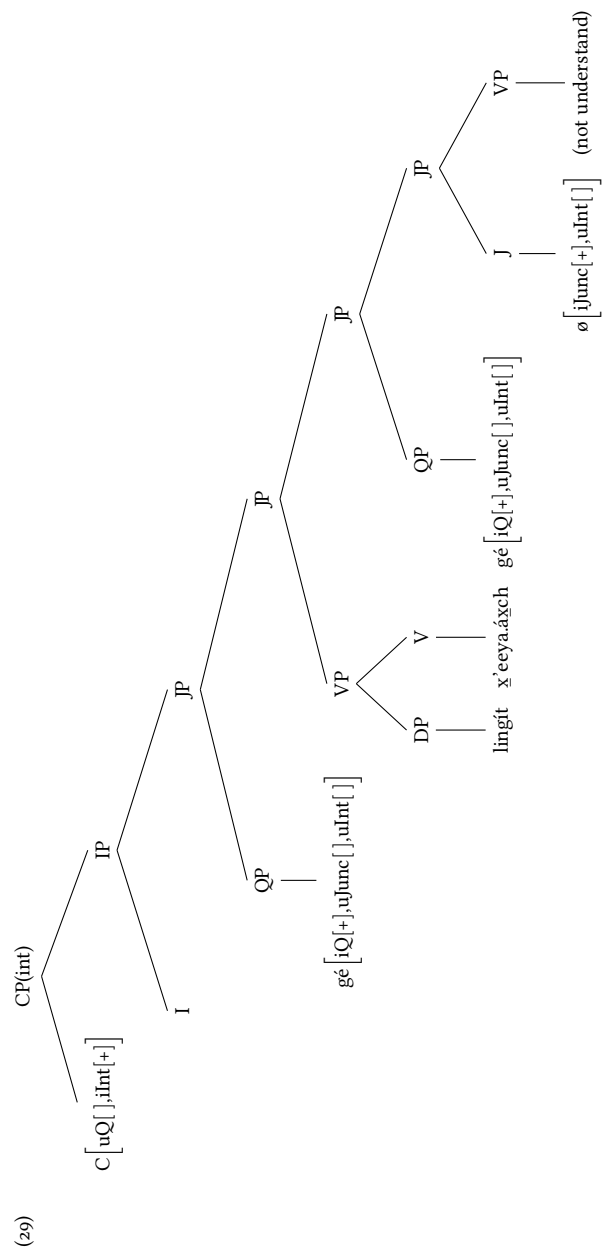 (29)
CP(int)
C [uQ[ ],iInt[+]] IP
I JP
QP JP
gé [iQ[+],uJunc[ ],uInt[ ]] VP JP
DP V QP JP
lingít x̲’eeya.áx̲ch gé [iQ[+],uJunc[ ],uInt[ ]] J VP
ø [iJunc[+],uInt[ ]] (not understand)